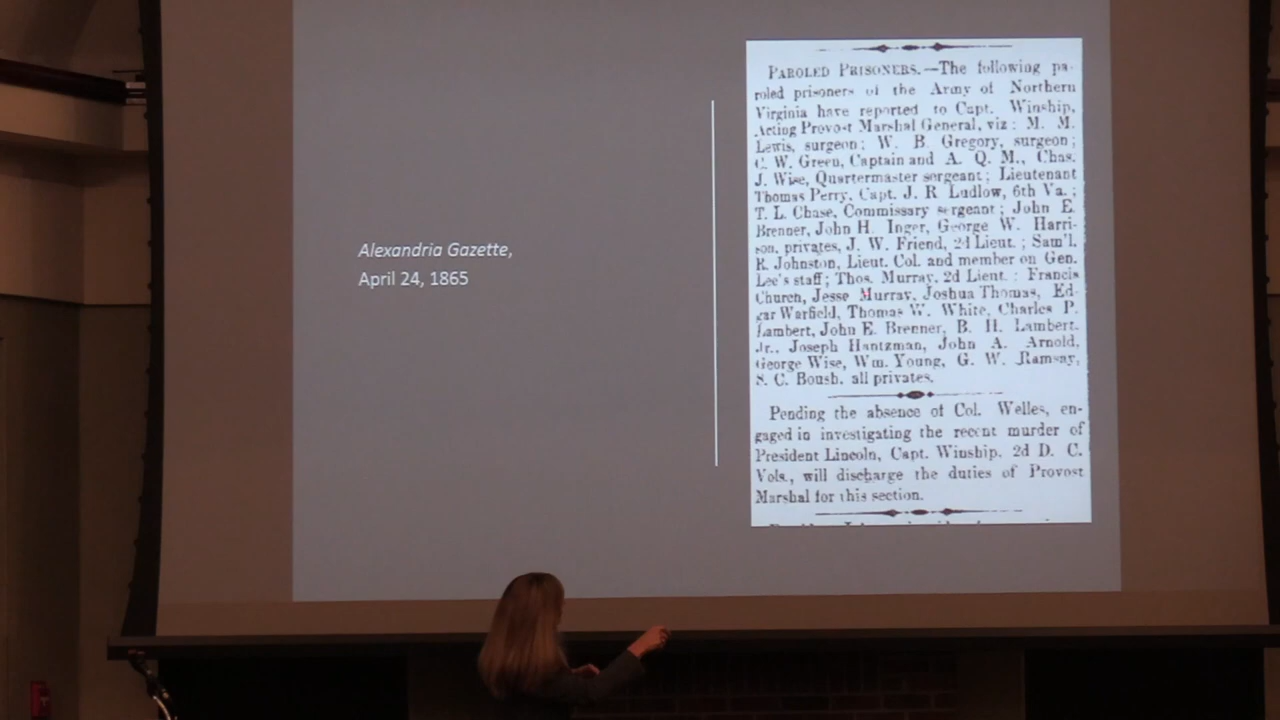 Alexandria Gazette,
April 24, 1865
PAROLED PRISONERS.—The following pa-
roled prisoners of the Army of Northern
Virginia have reported to Capt. Winship,
Acting Provost Marshal General, viz: M. M.
Lewis, surgeon; W. B. Gregory, surgeon;
C. W. Green, Captain and A. Q. M., Chas.
J. Wise, Quartermaster sergeant; Lieutenant
Thomas Perry, Capt. J. R. Ludlow, 6th Va.;
T. L. Chase, Commissary sergeant; John E.
Brenner, John H. Inger, George W. Harri-
son, privates, J. W. Friend, 2d Lieut.; Sam'l.
R. Johnston, Lieut. Col. and member on Gen.
Lee's staff; Thos. Murray, 2d Lieut.: Francis
Church, Jesse Murray, Joshua Thomas, Ed-
gar Warfield, Thomas W. White, Charles P.
Lambert, John E. Brenner, B. H. Lambert.
Jr., Joseph Hantzman, John A. Arnold,
George Wise, Wm. Young, G. W. Ramsay,
S. C. Boush, all privates.
Pending the absence of Col. Welles, en-
gaged in investigating the recent murder of
President Lincoln, Capt. Winship, 2d D. C.
Vols., will discharge the duties of Provost
Marshal for this section.